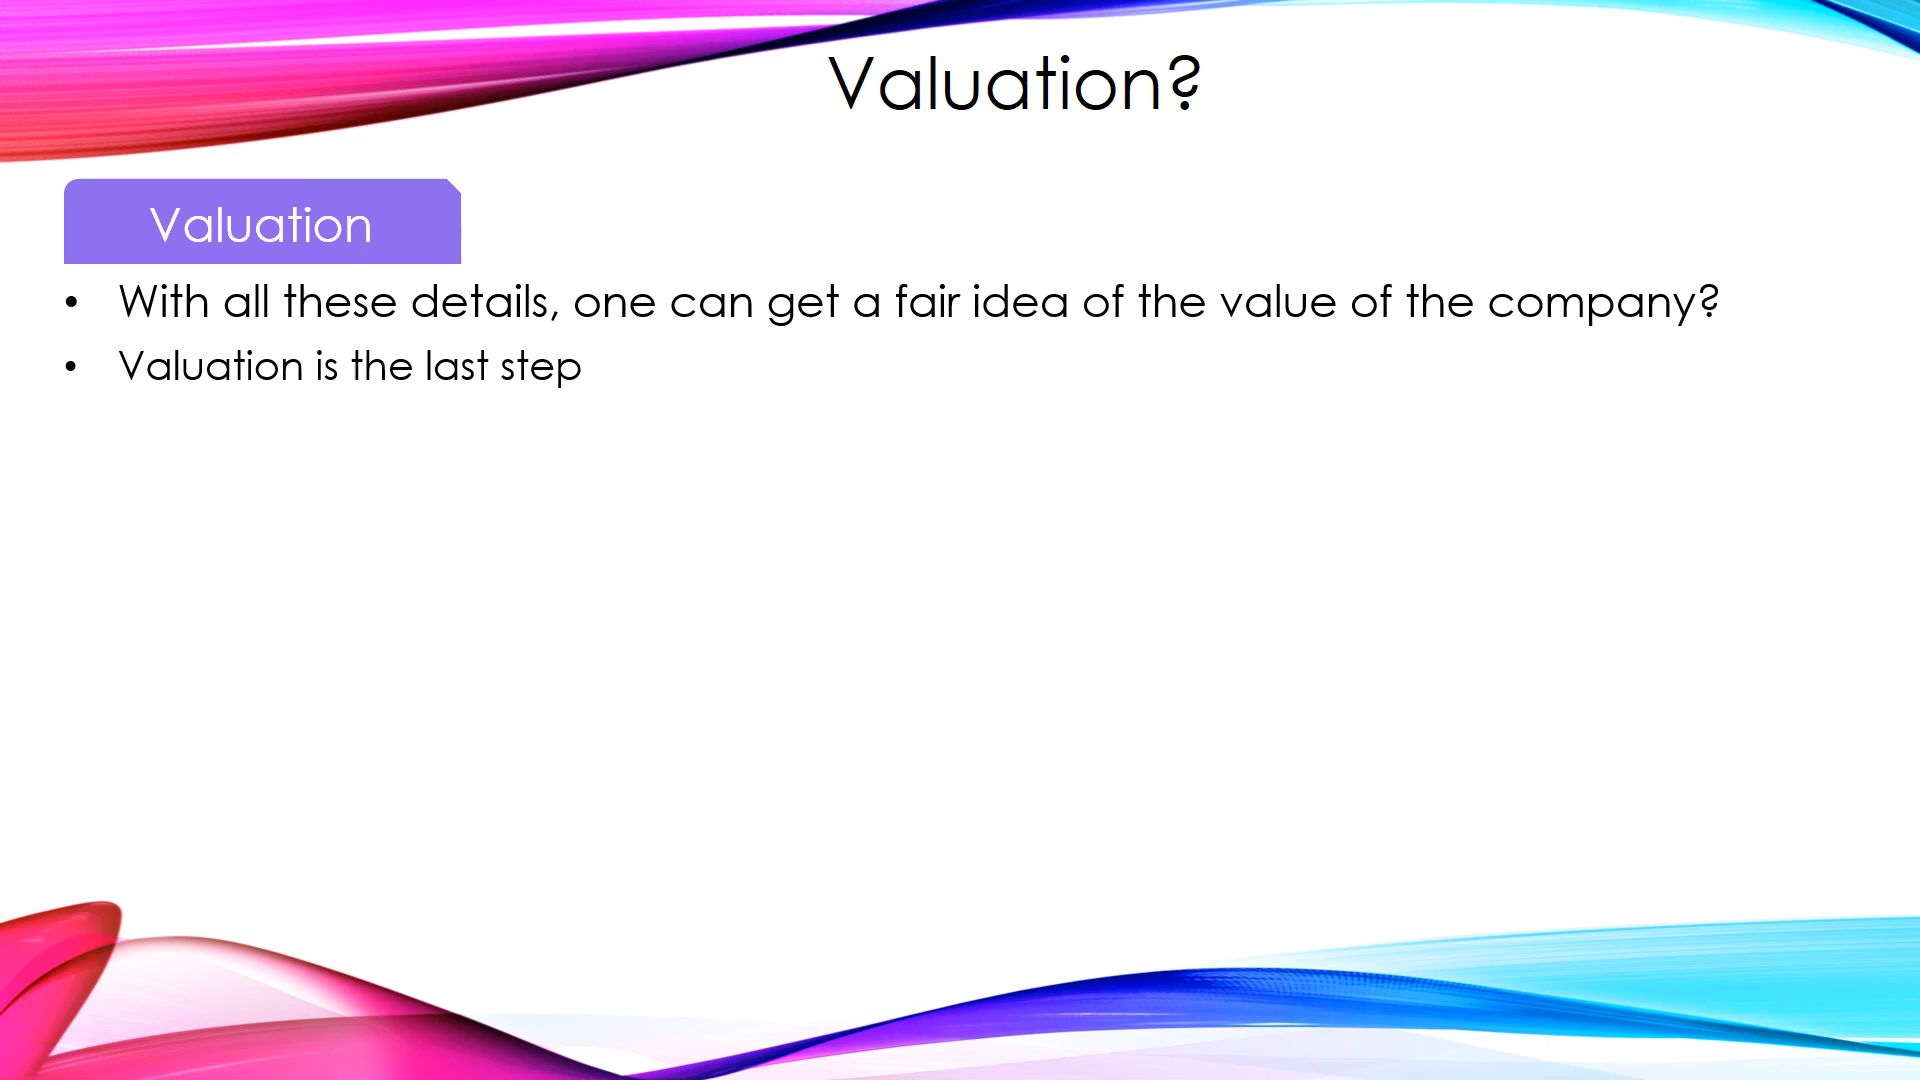 Valuation?
Valuation
• With all these details, one can get a fair idea of the value of the company?
• Valuation is the last step